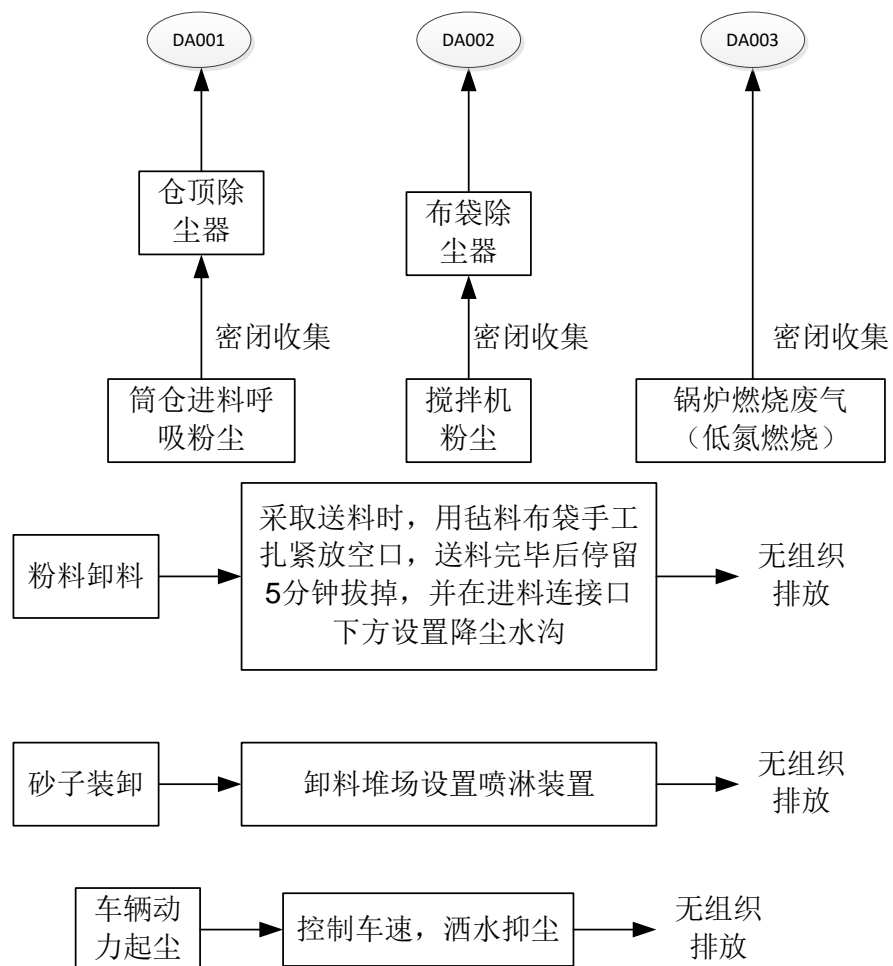 DA001
DA002
DA003
仓顶除
尘器
布袋除
尘器
密闭收集
密闭收集
密闭收集
筒仓进料呼
吸粉尘
搅拌机
粉尘
锅炉燃烧废气
（低氮燃烧）
粉料卸料
采取送料时，用毡料布袋手工
扎紧放空口，送料完毕后停留
5分钟拔掉，并在进料连接口
下方设置降尘水沟
无组织
排放
砂子装卸
卸料堆场设置喷淋装置
无组织
排放
车辆动
力起尘
控制车速，洒水抑尘
无组织
排放